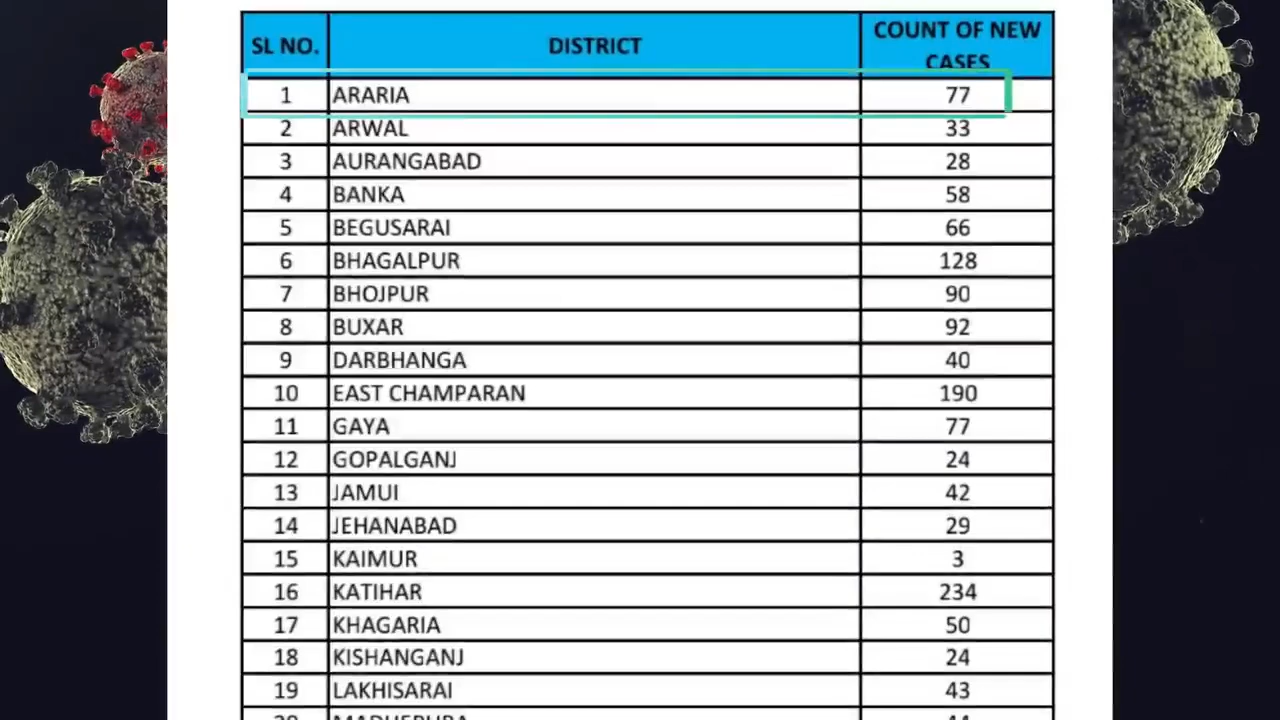 SL NO. DISTRICT COUNT OF NEW CASES
1 ARARIA 77
2 ARWAL 33
3 AURANGABAD 28
4 BANKA 58
5 BEGUSARAI 66
6 BHAGALPUR 128
7 BHOJPUR 90
8 BUXAR 92
9 DARBHANGA 40
10 EAST CHAMPARAN 190
11 GAYA 77
12 GOPALGANJ 24
13 JAMUI 42
14 JEHANABAD 29
15 KAIMUR 3
16 KATIHAR 234
17 KHAGARIA 50
18 KISHANGANJ 24
19 LAKHISARAI 43